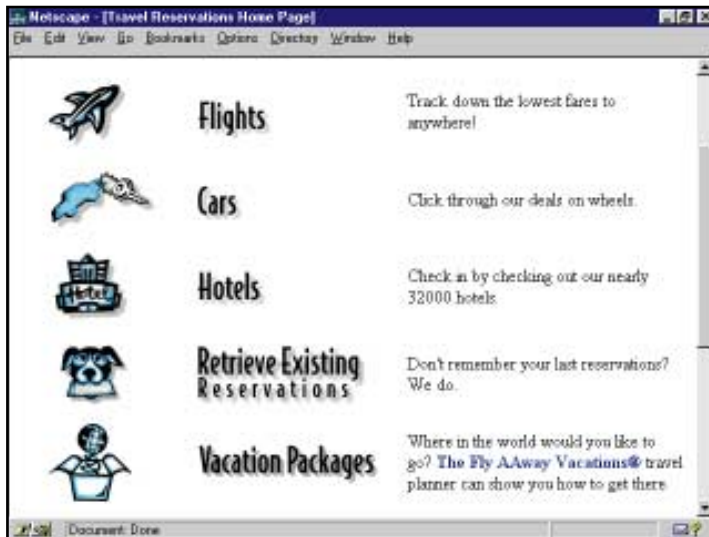 Netscape - [Travel Reservations Home Page]
File Edit View Go Bookmarks Options Directory Window Help
Flights
Track down the lowest fares to
anywhere!
Cars
Click through our deals on wheels.
Hotel
Hotels
Check in by checking out our nearly
32000 hotels
Retrieve Existing
Reservations
Don't remember your last reservations?
We do.
Vacation Packages
Where in the world would you like to
go? The Fly AAway Vacations® travel
planner can show you how to get there
Document: Done